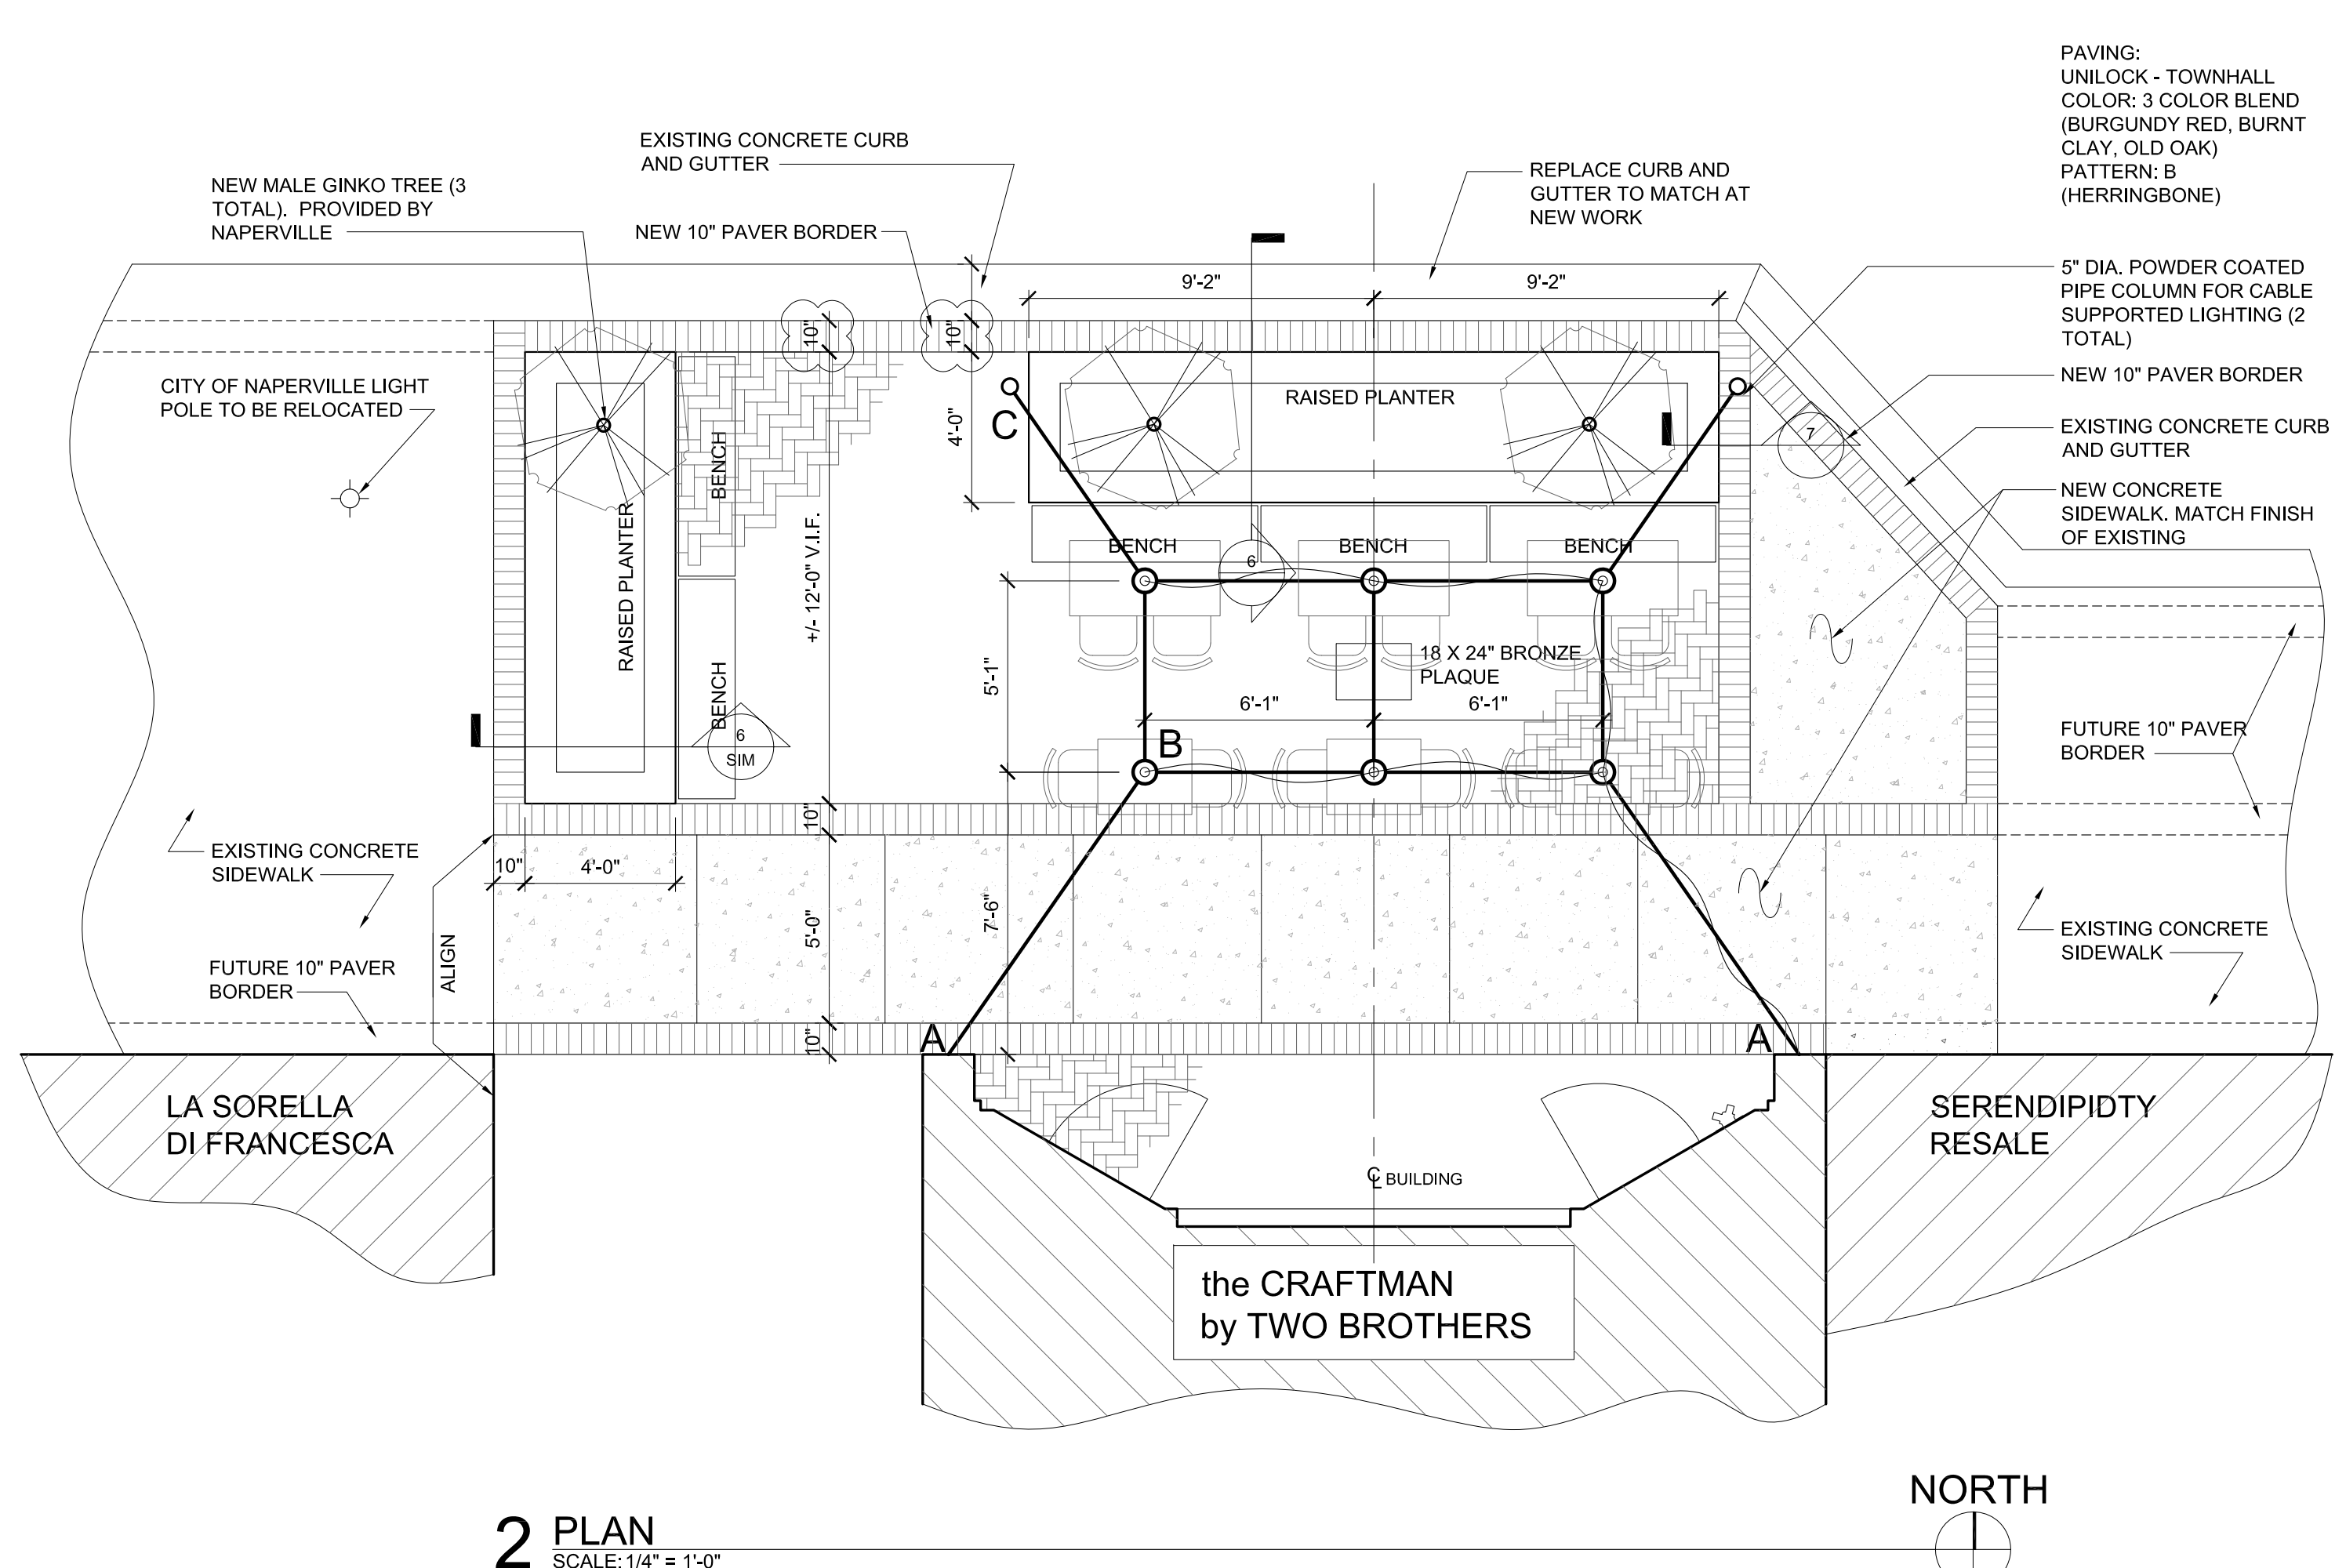 PAVING:
UNILOCK - TOWNHALL
COLOR: 3 COLOR BLEND
(BURGUNDY RED, BURNT
CLAY, OLD OAK)
PATTERN: B
(HERRINGBONE)
EXISTING CONCRETE CURB
AND GUTTER
REPLACE CURB AND
GUTTER TO MATCH AT
NEW WORK
NEW MALE GINKO TREE (3
TOTAL). PROVIDED BY
NAPERVILLE
NEW 10" PAVER BORDER
5" DIA. POWDER COATED
PIPE COLUMN FOR CABLE
SUPPORTED LIGHTING (2
TOTAL)
9'-2"
9'-2"
10"
10"
NEW 10" PAVER BORDER
CITY OF NAPERVILLE LIGHT
POLE TO BE RELOCATED
RAISED PLANTER
C
4'-0"
7
EXISTING CONCRETE CURB
AND GUTTER
BENCH
NEW CONCRETE
SIDEWALK. MATCH FINISH
OF EXISTING
RAISED PLANTER
+/- 12'-0" V.I.F.
BENCH
BENCH
BENCH
6
18 X 24" BRONZE
PLAQUE
5'-1"
BENCH
6'-1"
6'-1"
6
SIM
B
FUTURE 10" PAVER
BORDER
10"
EXISTING CONCRETE
SIDEWALK
10"
4'-0"
5'-0"
7'-6"
ALIGN
EXISTING CONCRETE
SIDEWALK
FUTURE 10" PAVER
BORDER
10"
A
A
LA SORELLA
DI FRANCESCA
SERENDIPIDTY
RESALE
CL BUILDING
the CRAFTMAN
by TWO BROTHERS
NORTH
2 PLAN
SCALE: 1/4" = 1'-0"